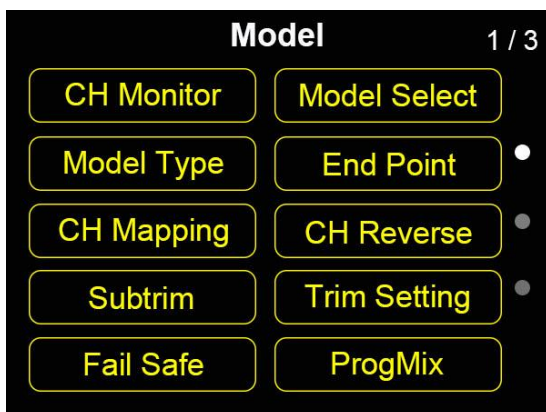 Model
1 / 3
CH Monitor
Model Select
Model Type
End Point
CH Mapping
CH Reverse
Subtrim
Trim Setting
Fail Safe
ProgMix